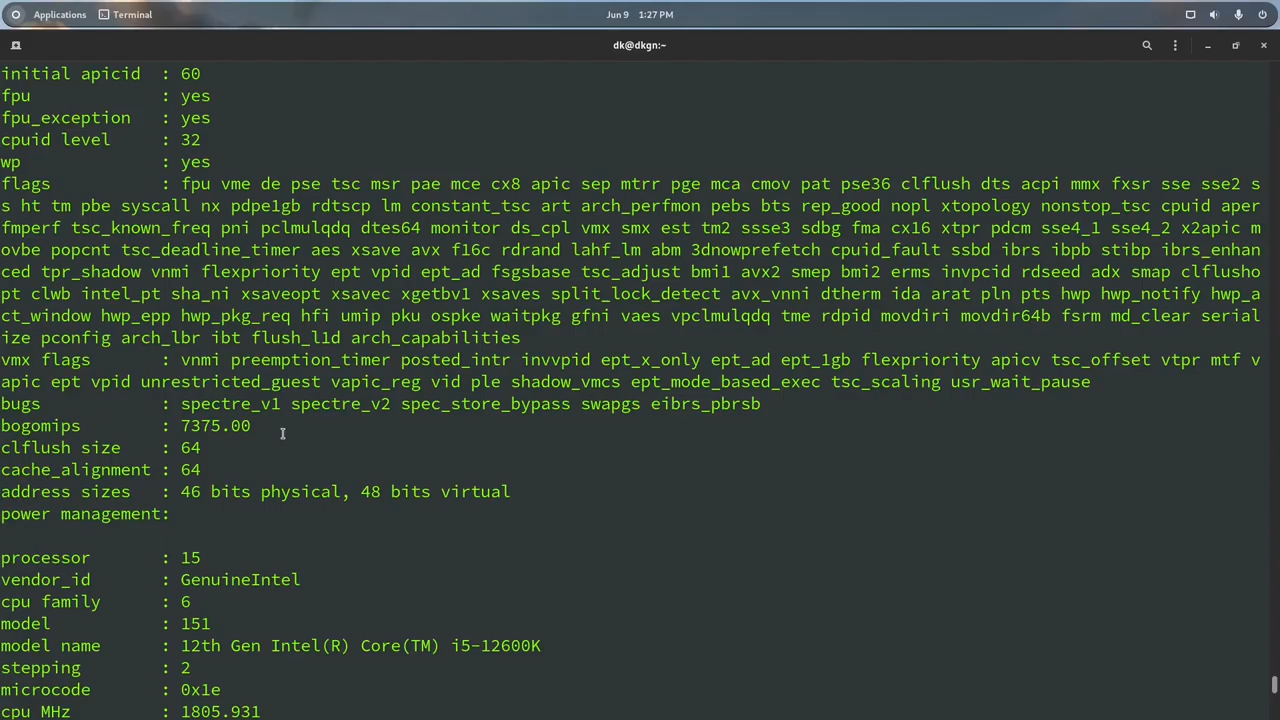 Applications Terminal Jun 9 1:27 PM
dk@dkgn:~
initial apicid : 60
fpu : yes
fpu_exception : yes
cpuid level : 32
wp : yes
flags : fpu vme de pse tsc msr pae mce cx8 apic sep mtrr pge mca cmov pat pse36 clflush dts acpi mmx fxsr sse sse2 s
s ht tm pbe syscall nx pdpe1gb rdtscp lm constant_tsc art arch_perfmon pebs bts rep_good nopl xtopology nonstop_tsc cpuid aper
fmperf tsc_known_freq pni pclmulqdq dtes64 monitor ds_cpl vmx smx est tm2 ssse3 sdbg fma cx16 xtpr pdcm sse4_1 sse4_2 x2apic m
ovbe popcnt tsc_deadline_timer aes xsave avx f16c rdrand lahf_lm abm 3dnowprefetch cpuid_fault ssbd ibrs ibpb stibp ibrs_enhan
ced tpr_shadow vnmi flexpriority ept vpid ept_ad fsgsbase tsc_adjust bmi1 avx2 smep bmi2 erms invpcid rdseed adx smap clflusho
pt clwb intel_pt sha_ni xsaveopt xsavec xgetbv1 xsaves split_lock_detect avx_vnni dtherm ida arat pln pts hwp hwp_notify hwp_a
ct_window hwp_epp hwp_pkg_req hfi umip pku ospke waitpkg gfni vaes vpclmulqdq tme rdpid movdiri movdir64b fsrm md_clear serial
ize pconfig arch_lbr ibt flush_l1d arch_capabilities
vmx flags : vnmi preemption_timer posted_intr invvpid ept_x_only ept_ad ept_1gb flexpriority apicv tsc_offset vtpr mtf v
apic ept vpid unrestricted_guest vapic_reg vid ple shadow_vmcs ept_mode_based_exec tsc_scaling usr_wait_pause
bugs : spectre_v1 spectre_v2 spec_store_bypass swapgs eibrs_pbrsb
bogomips : 7375.00
clflush size : 64
cache_alignment : 64
address sizes : 46 bits physical, 48 bits virtual
power management:
processor : 15
vendor_id : GenuineIntel
cpu family : 6
model : 151
model name : 12th Gen Intel(R) Core(TM) i5-12600K
stepping : 2
microcode : 0x1e
cpu MHz : 1805.931